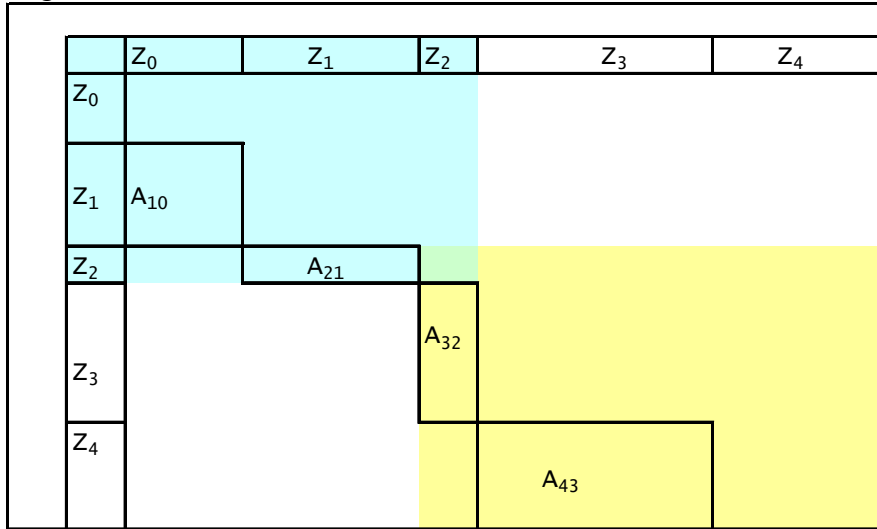 Z₀ Z₁ Z₂ Z₃ Z₄
Z₀
Z₁ A₁₀
Z₂ A₂₁
A₃₂
Z₃
Z₄
A₄₃